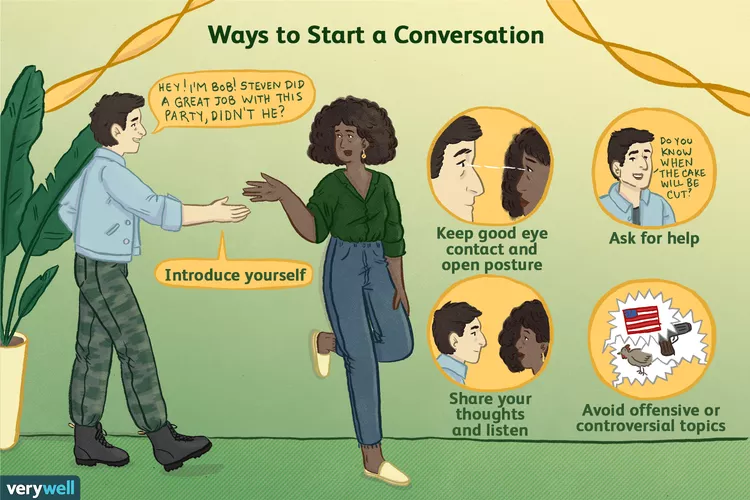 Ways to Start a Conversation
HEY! I'M BOB! STEVEN DID
A GREAT JOB WITH THIS
PARTY, DIDN'T HE?
Introduce yourself
Keep good eye
contact and
open posture
DO YOU
KNOW
WHEN
THE CAKE
WILL BE
CUT?
Ask for help
Share your
thoughts
and listen
Avoid offensive or
controversial topics
verywell